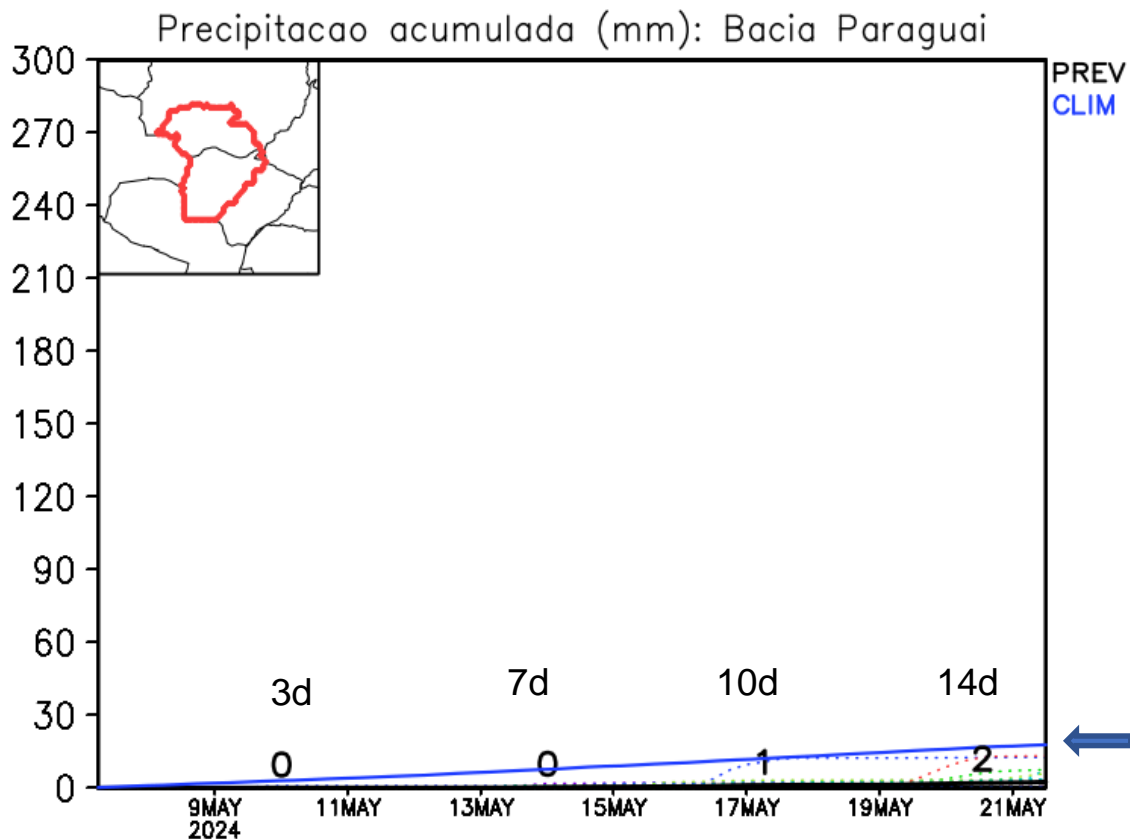 Precipitacao acumulada (mm): Bacia Paraguai
PREV
CLIM
300
270
240
210
180
150
120
90
60
30
0
3d 7d 10d 14d
0 0 1 2
9MAY 11MAY 13MAY 15MAY 17MAY 19MAY 21MAY
2024